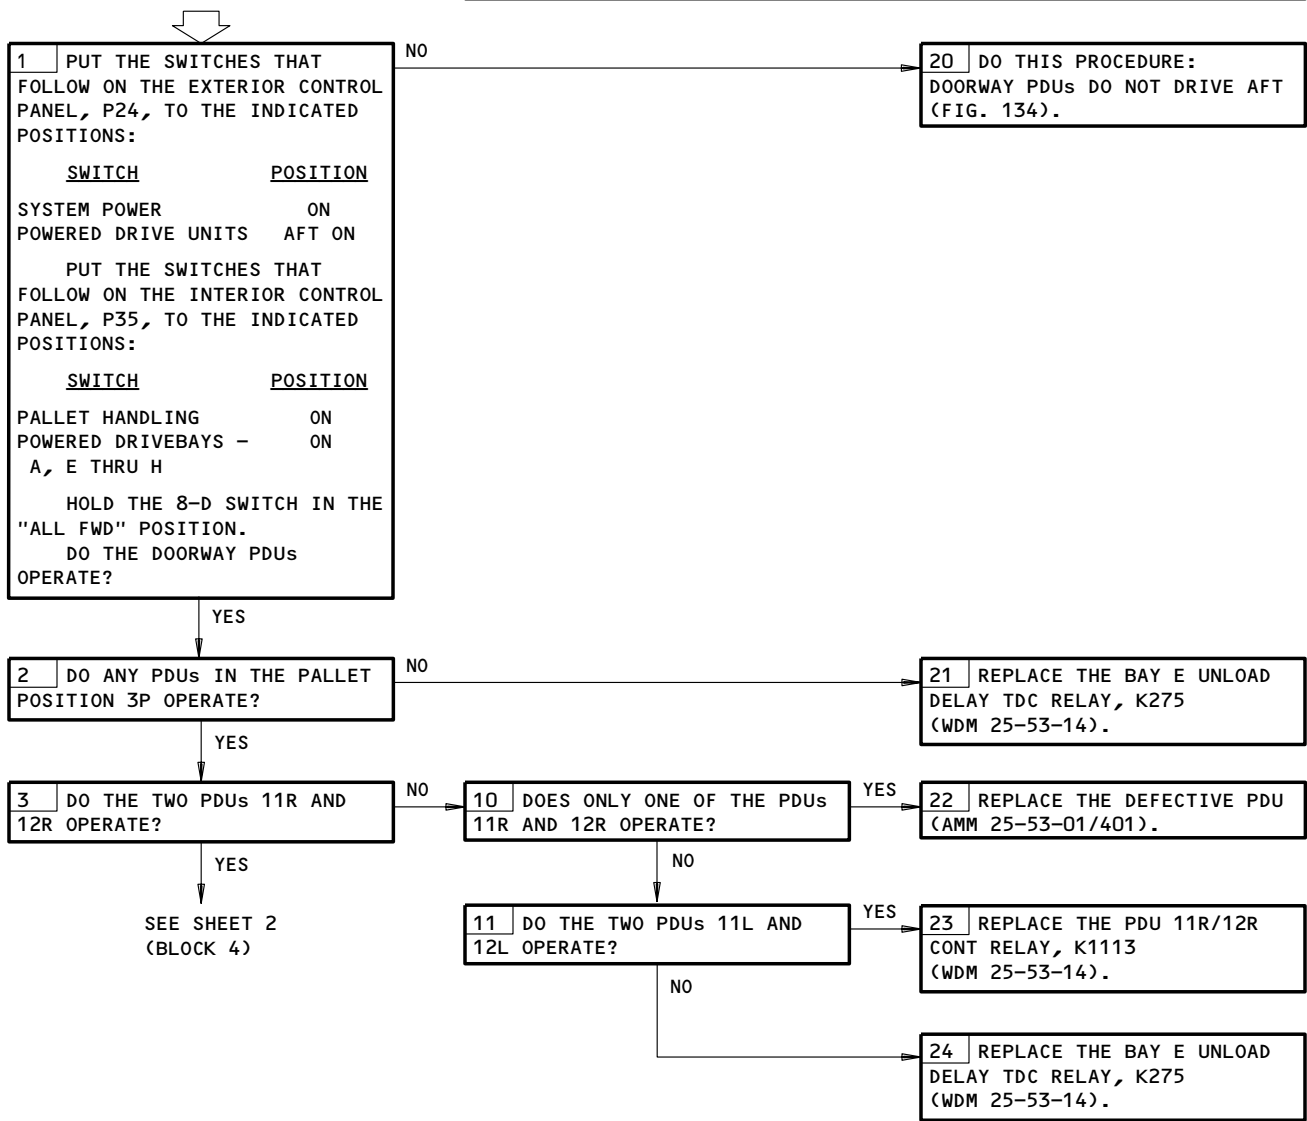 1 PUT THE SWITCHES THAT
FOLLOW ON THE EXTERIOR CONTROL
PANEL, P24, TO THE INDICATED
POSITIONS:
SWITCH POSITION
SYSTEM POWER ON
POWERED DRIVE UNITS AFT ON
PUT THE SWITCHES THAT
FOLLOW ON THE INTERIOR CONTROL
PANEL, P35, TO THE INDICATED
POSITIONS:
SWITCH POSITION
PALLET HANDLING ON
POWERED DRIVEBAYS – ON
A, E THRU H
HOLD THE 8–D SWITCH IN THE
"ALL FWD" POSITION.
DO THE DOORWAY PDUs
OPERATE?
NO
20 DO THIS PROCEDURE:
DOORWAY PDUs DO NOT DRIVE AFT
(FIG. 134).
YES
2 DO ANY PDUs IN THE PALLET
POSITION 3P OPERATE?
NO
21 REPLACE THE BAY E UNLOAD
DELAY TDC RELAY, K275
(WDM 25–53–14).
YES
3 DO THE TWO PDUs 11R AND
12R OPERATE?
NO
10 DOES ONLY ONE OF THE PDUs
11R AND 12R OPERATE?
YES
22 REPLACE THE DEFECTIVE PDU
(AMM 25–53–01/401).
YES
SEE SHEET 2
(BLOCK 4)
NO
11 DO THE TWO PDUs 11L AND
12L OPERATE?
YES
23 REPLACE THE PDU 11R/12R
CONT RELAY, K1113
(WDM 25–53–14).
NO
24 REPLACE THE BAY E UNLOAD
DELAY TDC RELAY, K275
(WDM 25–53–14).